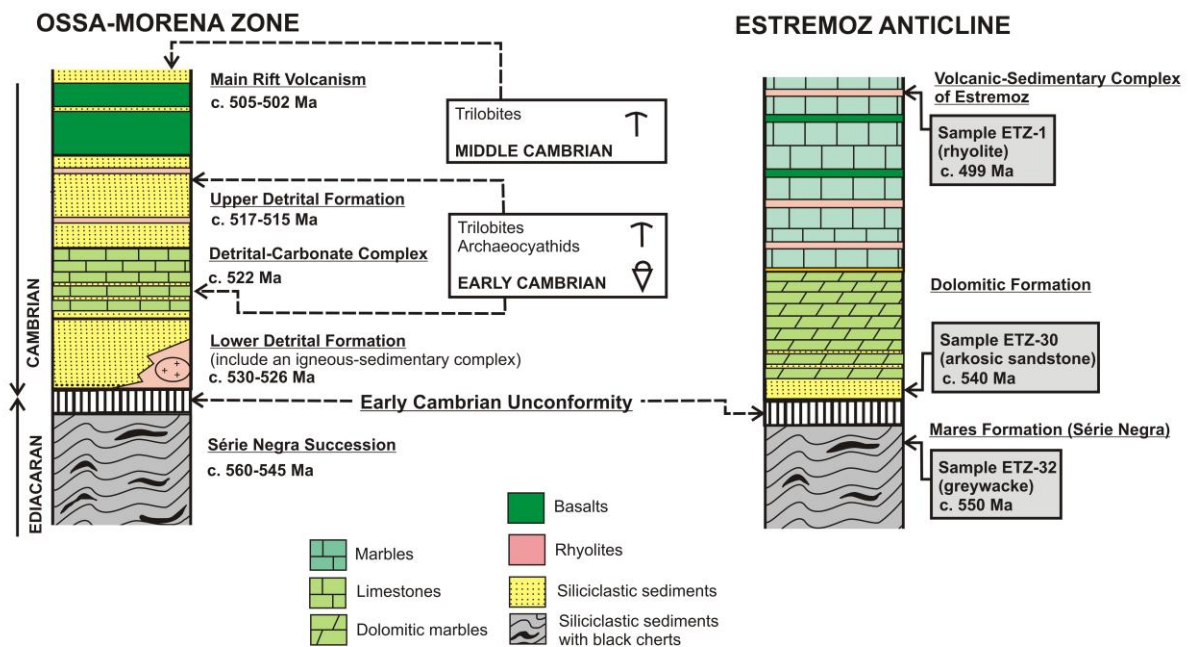 OSSA-MORENA ZONE
Main Rift Volcanism
c. 505-502 Ma
Trilobites
MIDDLE CAMBRIAN
Upper Detrital Formation
c. 517-515 Ma
Trilobites
Archaeocyathids
EARLY CAMBRIAN
Detrital-Carbonate Complex
c. 522 Ma
Lower Detrital Formation
(include an igneous-sedimentary complex)
c. 530-526 Ma
Early Cambrian Unconformity
Série Negra Succession
c. 560-545 Ma
CAMBRIAN
EDIACARAN
ESTREMOZ ANTICLINE
Volcanic-Sedimentary Complex
of Estremoz
Sample ETZ-1
(rhyolite)
c. 499 Ma
Dolomitic Formation
Sample ETZ-30
(arkosic sandstone)
c. 540 Ma
Mares Formation (Série Negra)
Sample ETZ-32
(greywacke)
c. 550 Ma
Marbles
Limestones
Dolomitic marbles
Basalts
Rhyolites
Siliciclastic sediments
Siliciclastic sediments
with black cherts